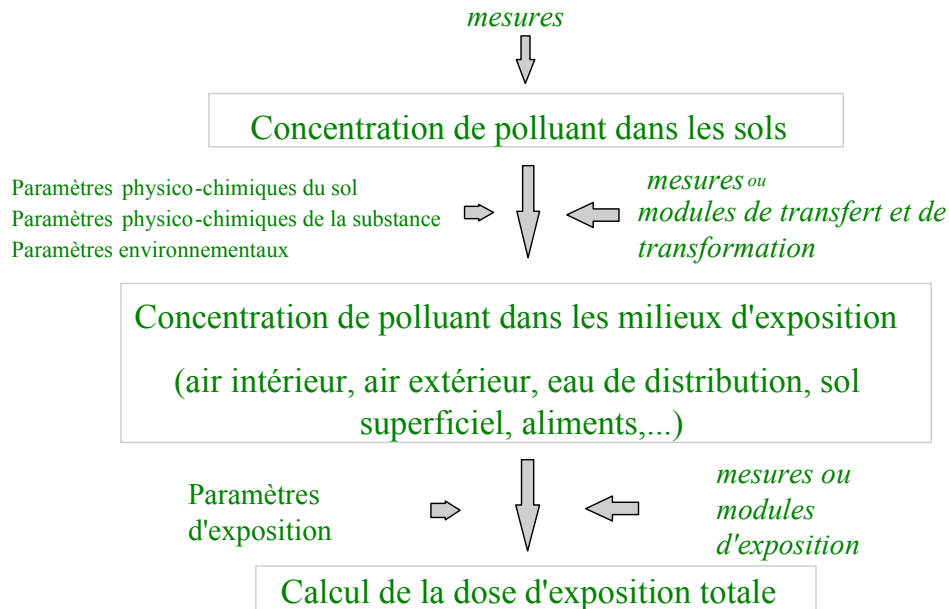 mesures
Concentration de polluant dans les sols
Paramètres physico-chimiques du sol
Paramètres physico-chimiques de la substance
Paramètres environnementaux
mesures ou
modules de transfert et de
transformation
Concentration de polluant dans les milieux d'exposition
(air intérieur, air extérieur, eau de distribution, sol
superficiel, aliments,...)
Paramètres
d'exposition
mesures ou
modules
d'exposition
Calcul de la dose d'exposition totale